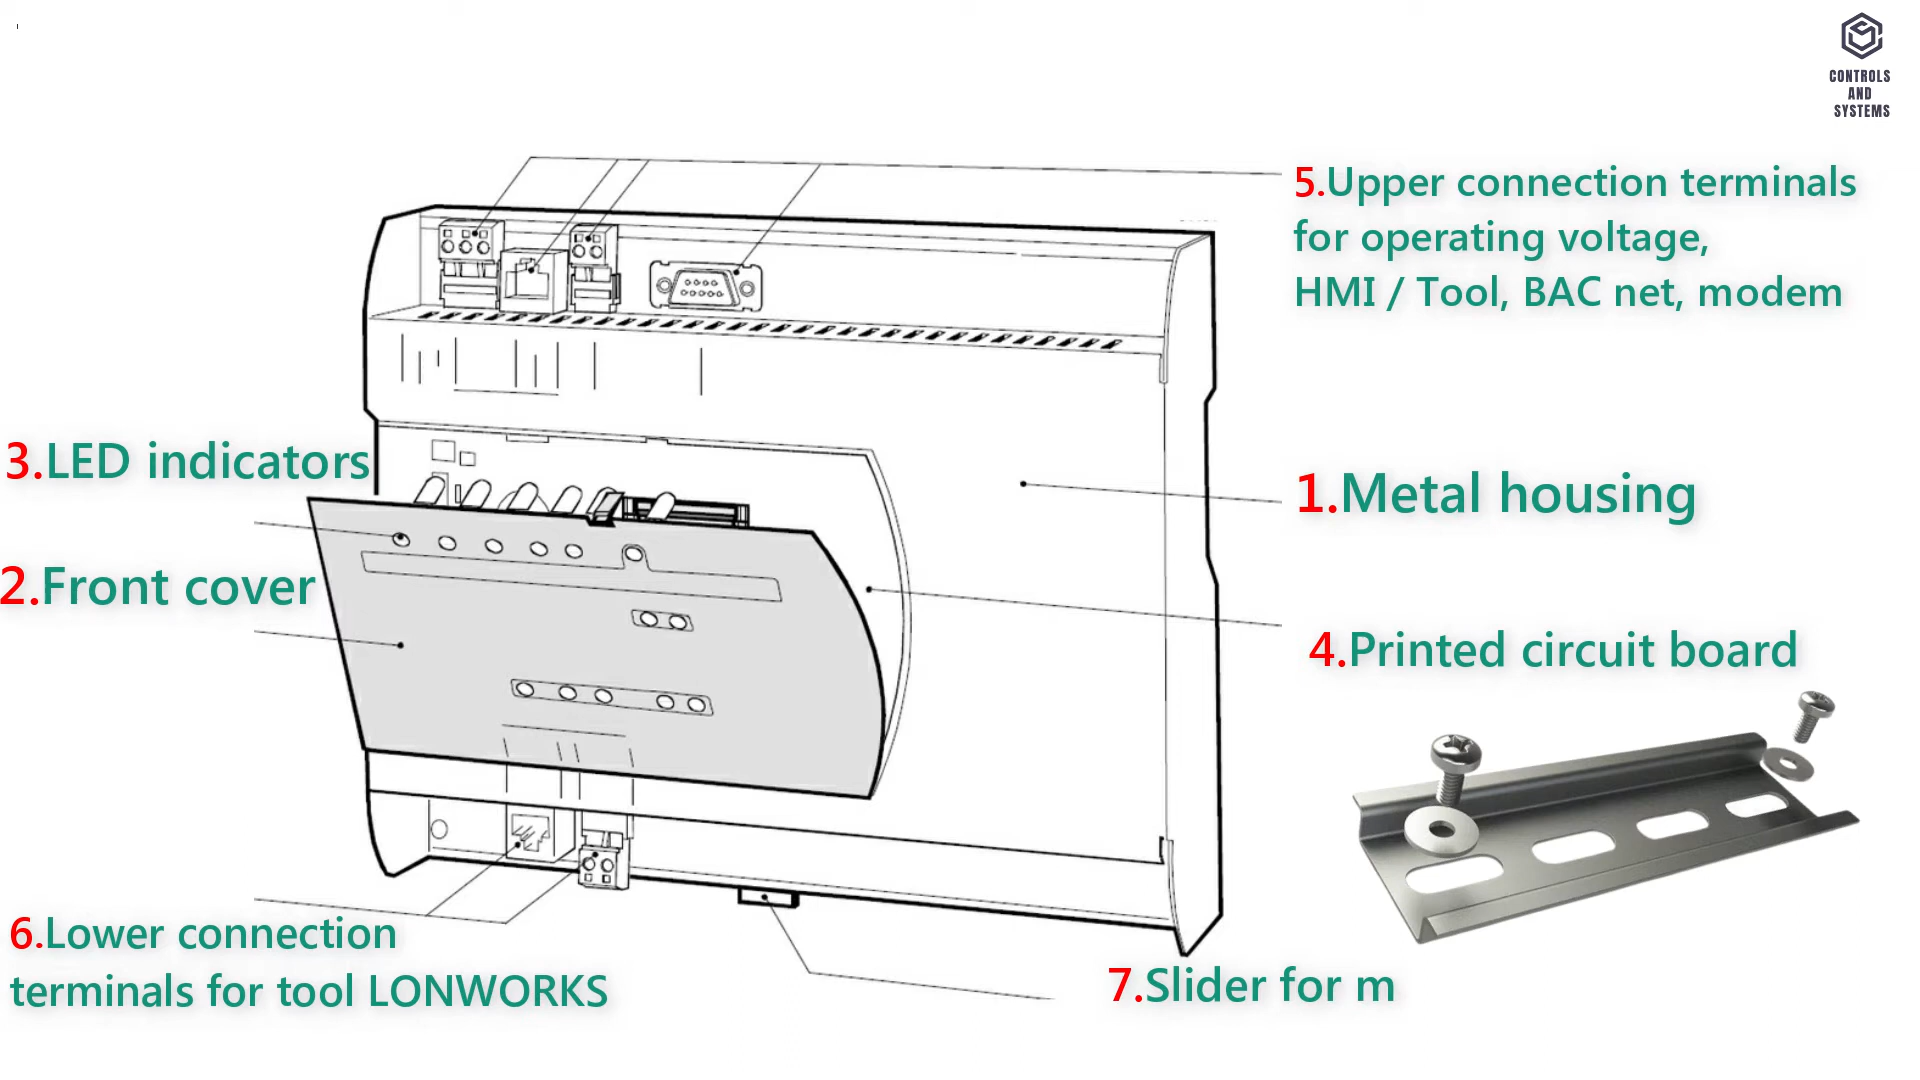 CONTROLS
AND
SYSTEMS
5.Upper connection terminals
for operating voltage,
HMI / Tool, BAC net, modem
3.LED indicators
1.Metal housing
2.Front cover
4.Printed circuit board
6.Lower connection
terminals for tool LONWORKS
7.Slider for m